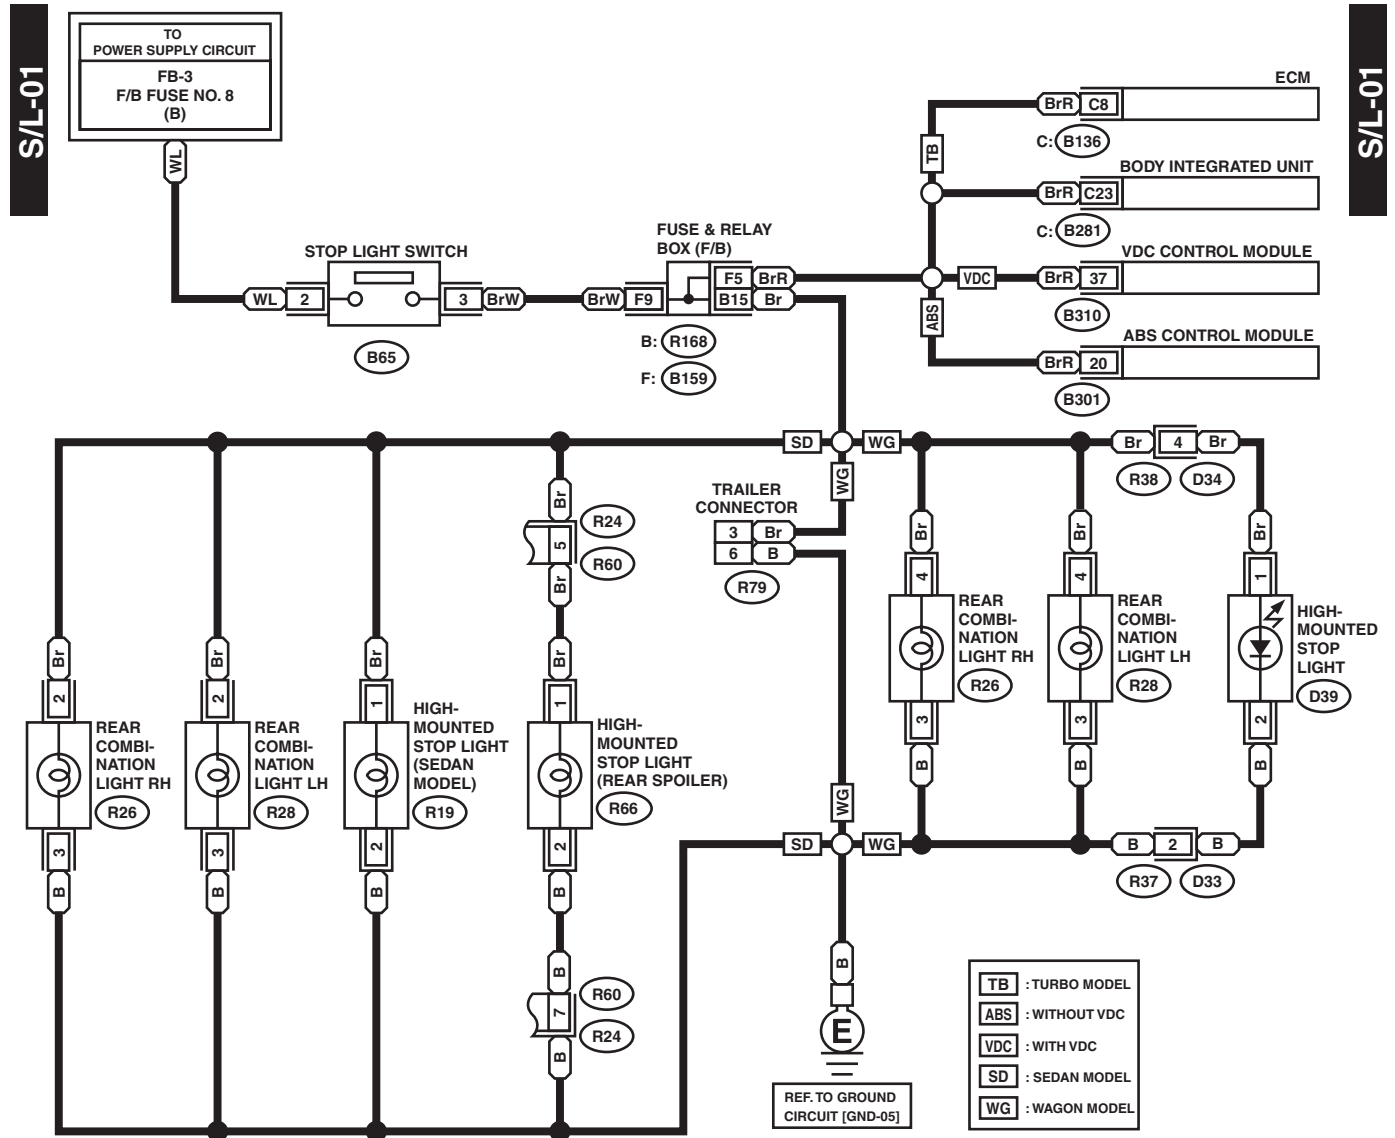 S/L-01
S/L-01
TO
POWER SUPPLY CIRCUIT
FB-3
F/B FUSE NO. 8
(B)
WL
STOP LIGHT SWITCH
WL 2
3 BrW
B65
FUSE & RELAY
BOX (F/B)
BrW F9
F5 BrR
B15 Br
B: R168
F: B159
TB
ECM
BrR C8
C: B136
BODY INTEGRATED UNIT
BrR C23
C: B281
VDC CONTROL MODULE
VDC
BrR 37
B310
ABS
ABS CONTROL MODULE
BrR 20
B301
SD
WG
WG
Br 4 Br
R38 D34
Br
R24
5
R60
Br
TRAILER
CONNECTOR
3 Br
6 B
R79
Br
4
REAR
COMBI-
NATION
LIGHT RH
R26
3
B
Br
4
REAR
COMBI-
NATION
LIGHT LH
R28
3
B
1
HIGH-
MOUNTED
STOP
LIGHT
D39
2
B
Br
2
REAR
COMBI-
NATION
LIGHT RH
R26
3
B
Br
2
REAR
COMBI-
NATION
LIGHT LH
R28
3
B
Br
1
HIGH-
MOUNTED
STOP LIGHT
(SEDAN
MODEL)
R19
2
B
Br
1
HIGH-
MOUNTED
STOP LIGHT
(REAR SPOILER)
R66
2
B
WG
SD
WG
B 2 B
R37 D33
B
R60
7
R24
B
B
E
REF. TO GROUND
CIRCUIT [GND-05]
TB : TURBO MODEL
ABS : WITHOUT VDC
VDC : WITH VDC
SD : SEDAN MODEL
WG : WAGON MODEL